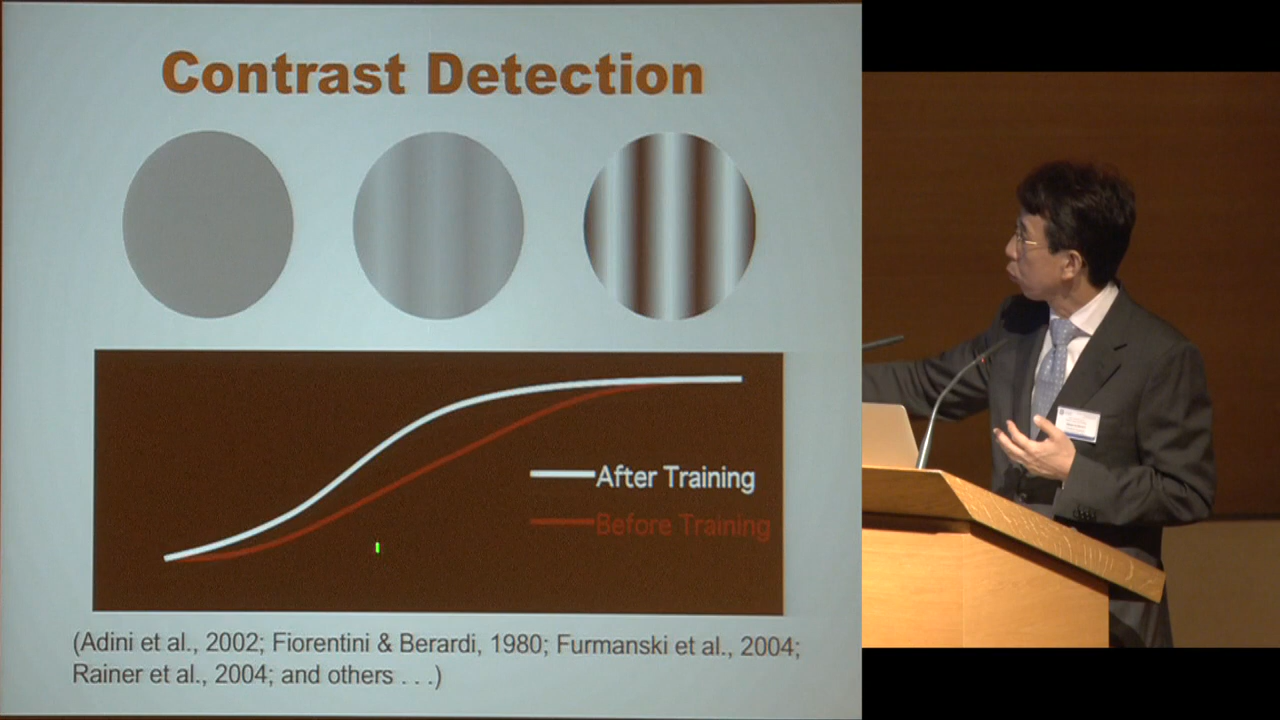 Contrast Detection
After Training
Before Training
(Adini et al., 2002; Fiorentini & Berardi, 1980; Furmanski et al., 2004;
Rainer et al., 2004; and others . . .)